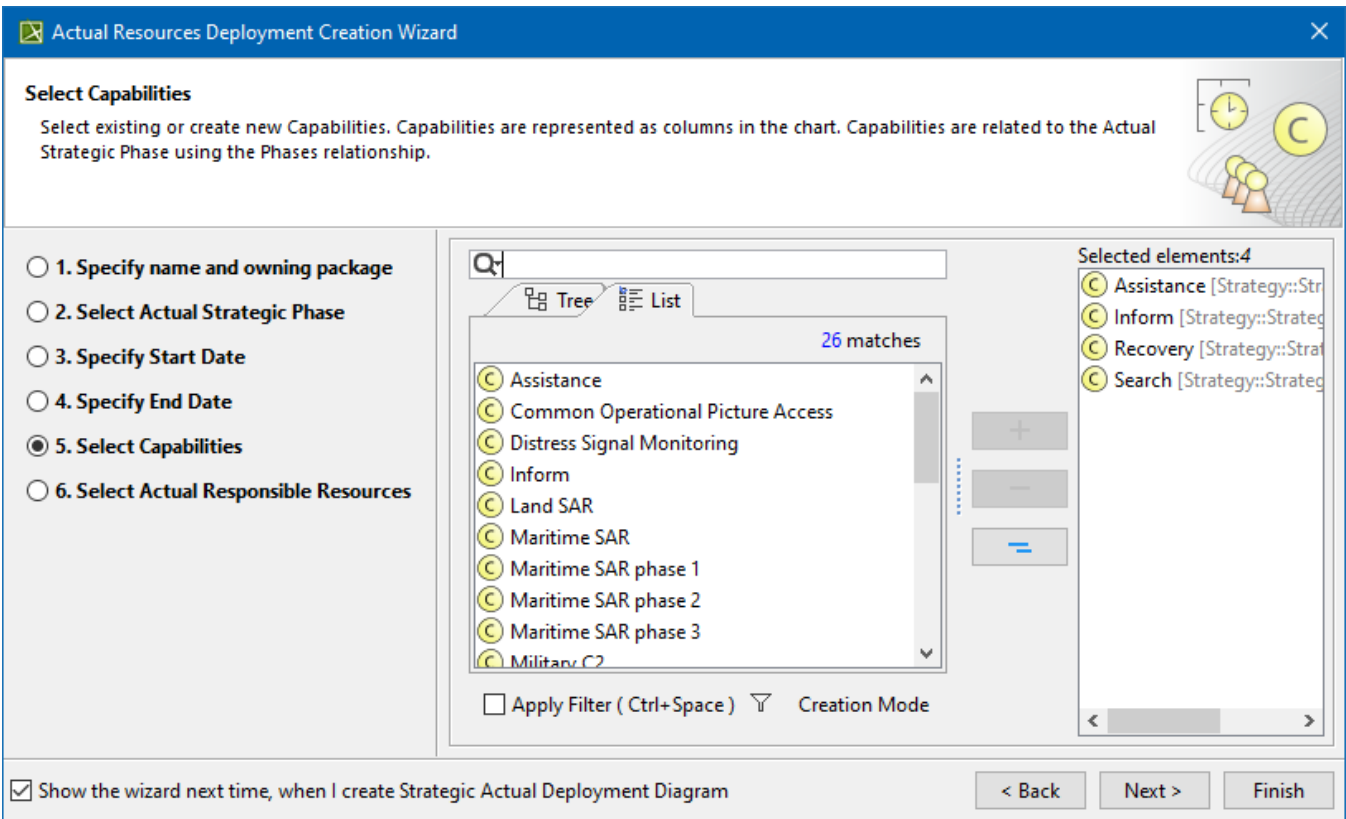 Actual Resources Deployment Creation Wizard
Select Capabilities
Select existing or create new Capabilities. Capabilities are represented as columns in the chart. Capabilities are related to the Actual
Strategic Phase using the Phases relationship.
C
1. Specify name and owning package
2. Select Actual Strategic Phase
3. Specify Start Date
4. Specify End Date
5. Select Capabilities
6. Select Actual Responsible Resources
Tree
List
26 matches
C Assistance
C Common Operational Picture Access
C Distress Signal Monitoring
C Inform
C Land SAR
C Maritime SAR
C Maritime SAR phase 1
C Maritime SAR phase 2
C Maritime SAR phase 3
C Military C2
Apply Filter ( Ctrl+Space )
Creation Mode
Selected elements:4
C Assistance [Strategy::Str
C Inform [Strategy::Strateg
C Recovery [Strategy::Strat
C Search [Strategy::Strateg
Show the wizard next time, when I create Strategic Actual Deployment Diagram
< Back
Next >
Finish